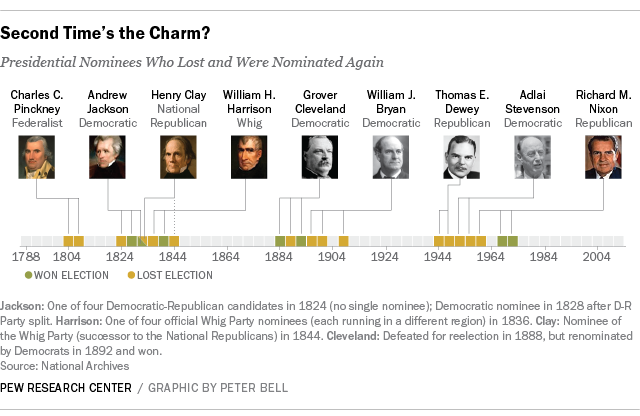 Second Time's the Charm?
Presidential Nominees Who Lost and Were Nominated Again
Charles C. Pinckney Federalist
Andrew Jackson Democratic
Henry Clay National Republican
William H. Harrison Whig
Grover Cleveland Democratic
William J. Bryan Democratic
Thomas E. Dewey Republican
Adlai Stevenson Democratic
Richard M. Nixon Republican
1788 1804 1824 1844 1864 1884 1904 1924 1944 1964 1984 2004
WON ELECTION LOST ELECTION
Jackson: One of four Democratic-Republican candidates in 1824 (no single nominee); Democratic nominee in 1828 after D-R
Party split. Harrison: One of four official Whig Party nominees (each running in a different region) in 1836. Clay: Nominee of
the Whig Party (successor to the National Republicans) in 1844. Cleveland: Defeated for reelection in 1888, but renominated
by Democrats in 1892 and won.
Source: National Archives
PEW RESEARCH CENTER / GRAPHIC BY PETER BELL